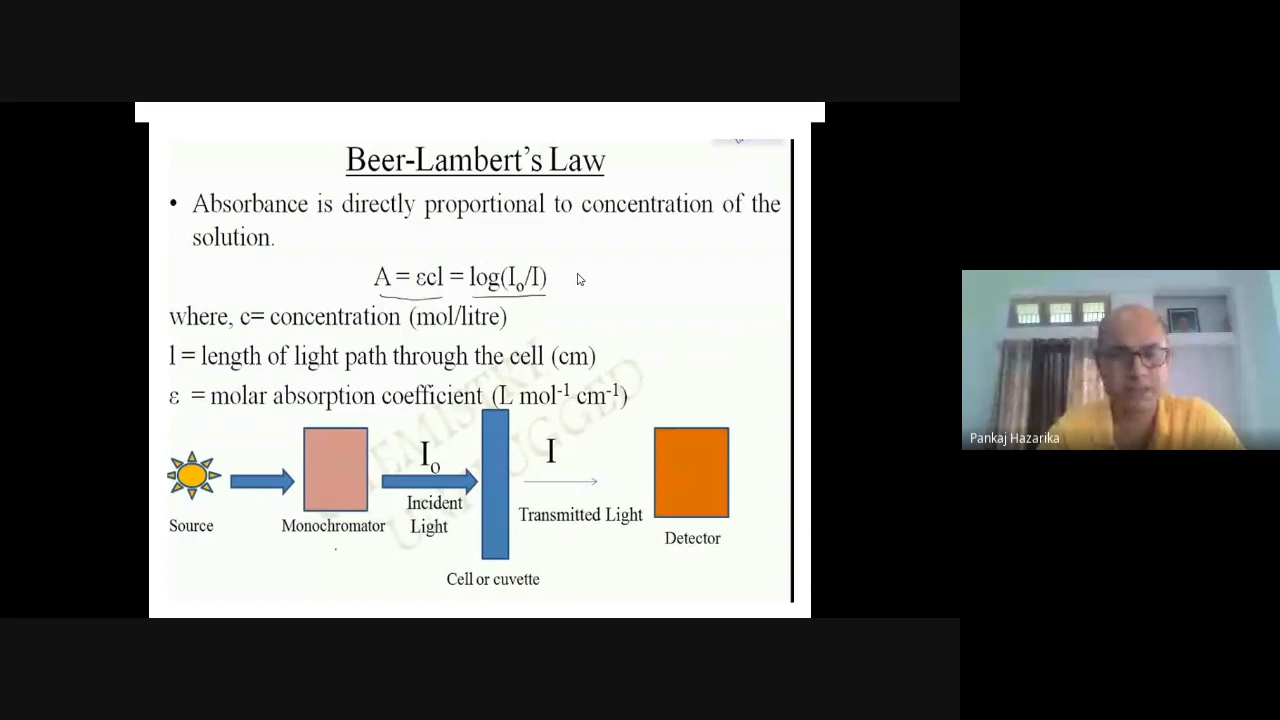 Beer-Lambert's Law
• Absorbance is directly proportional to concentration of the
solution.
A = εcl = log(I₀/I)
where, c= concentration (mol/litre)
l = length of light path through the cell (cm)
ε = molar absorption coefficient (L mol⁻¹ cm⁻¹)
I₀
I
Incident
Light
Transmitted Light
Source
Monochromator
Detector
Cell or cuvette
CHEMISTRY
UNPLUGGED
Pankaj Hazarika